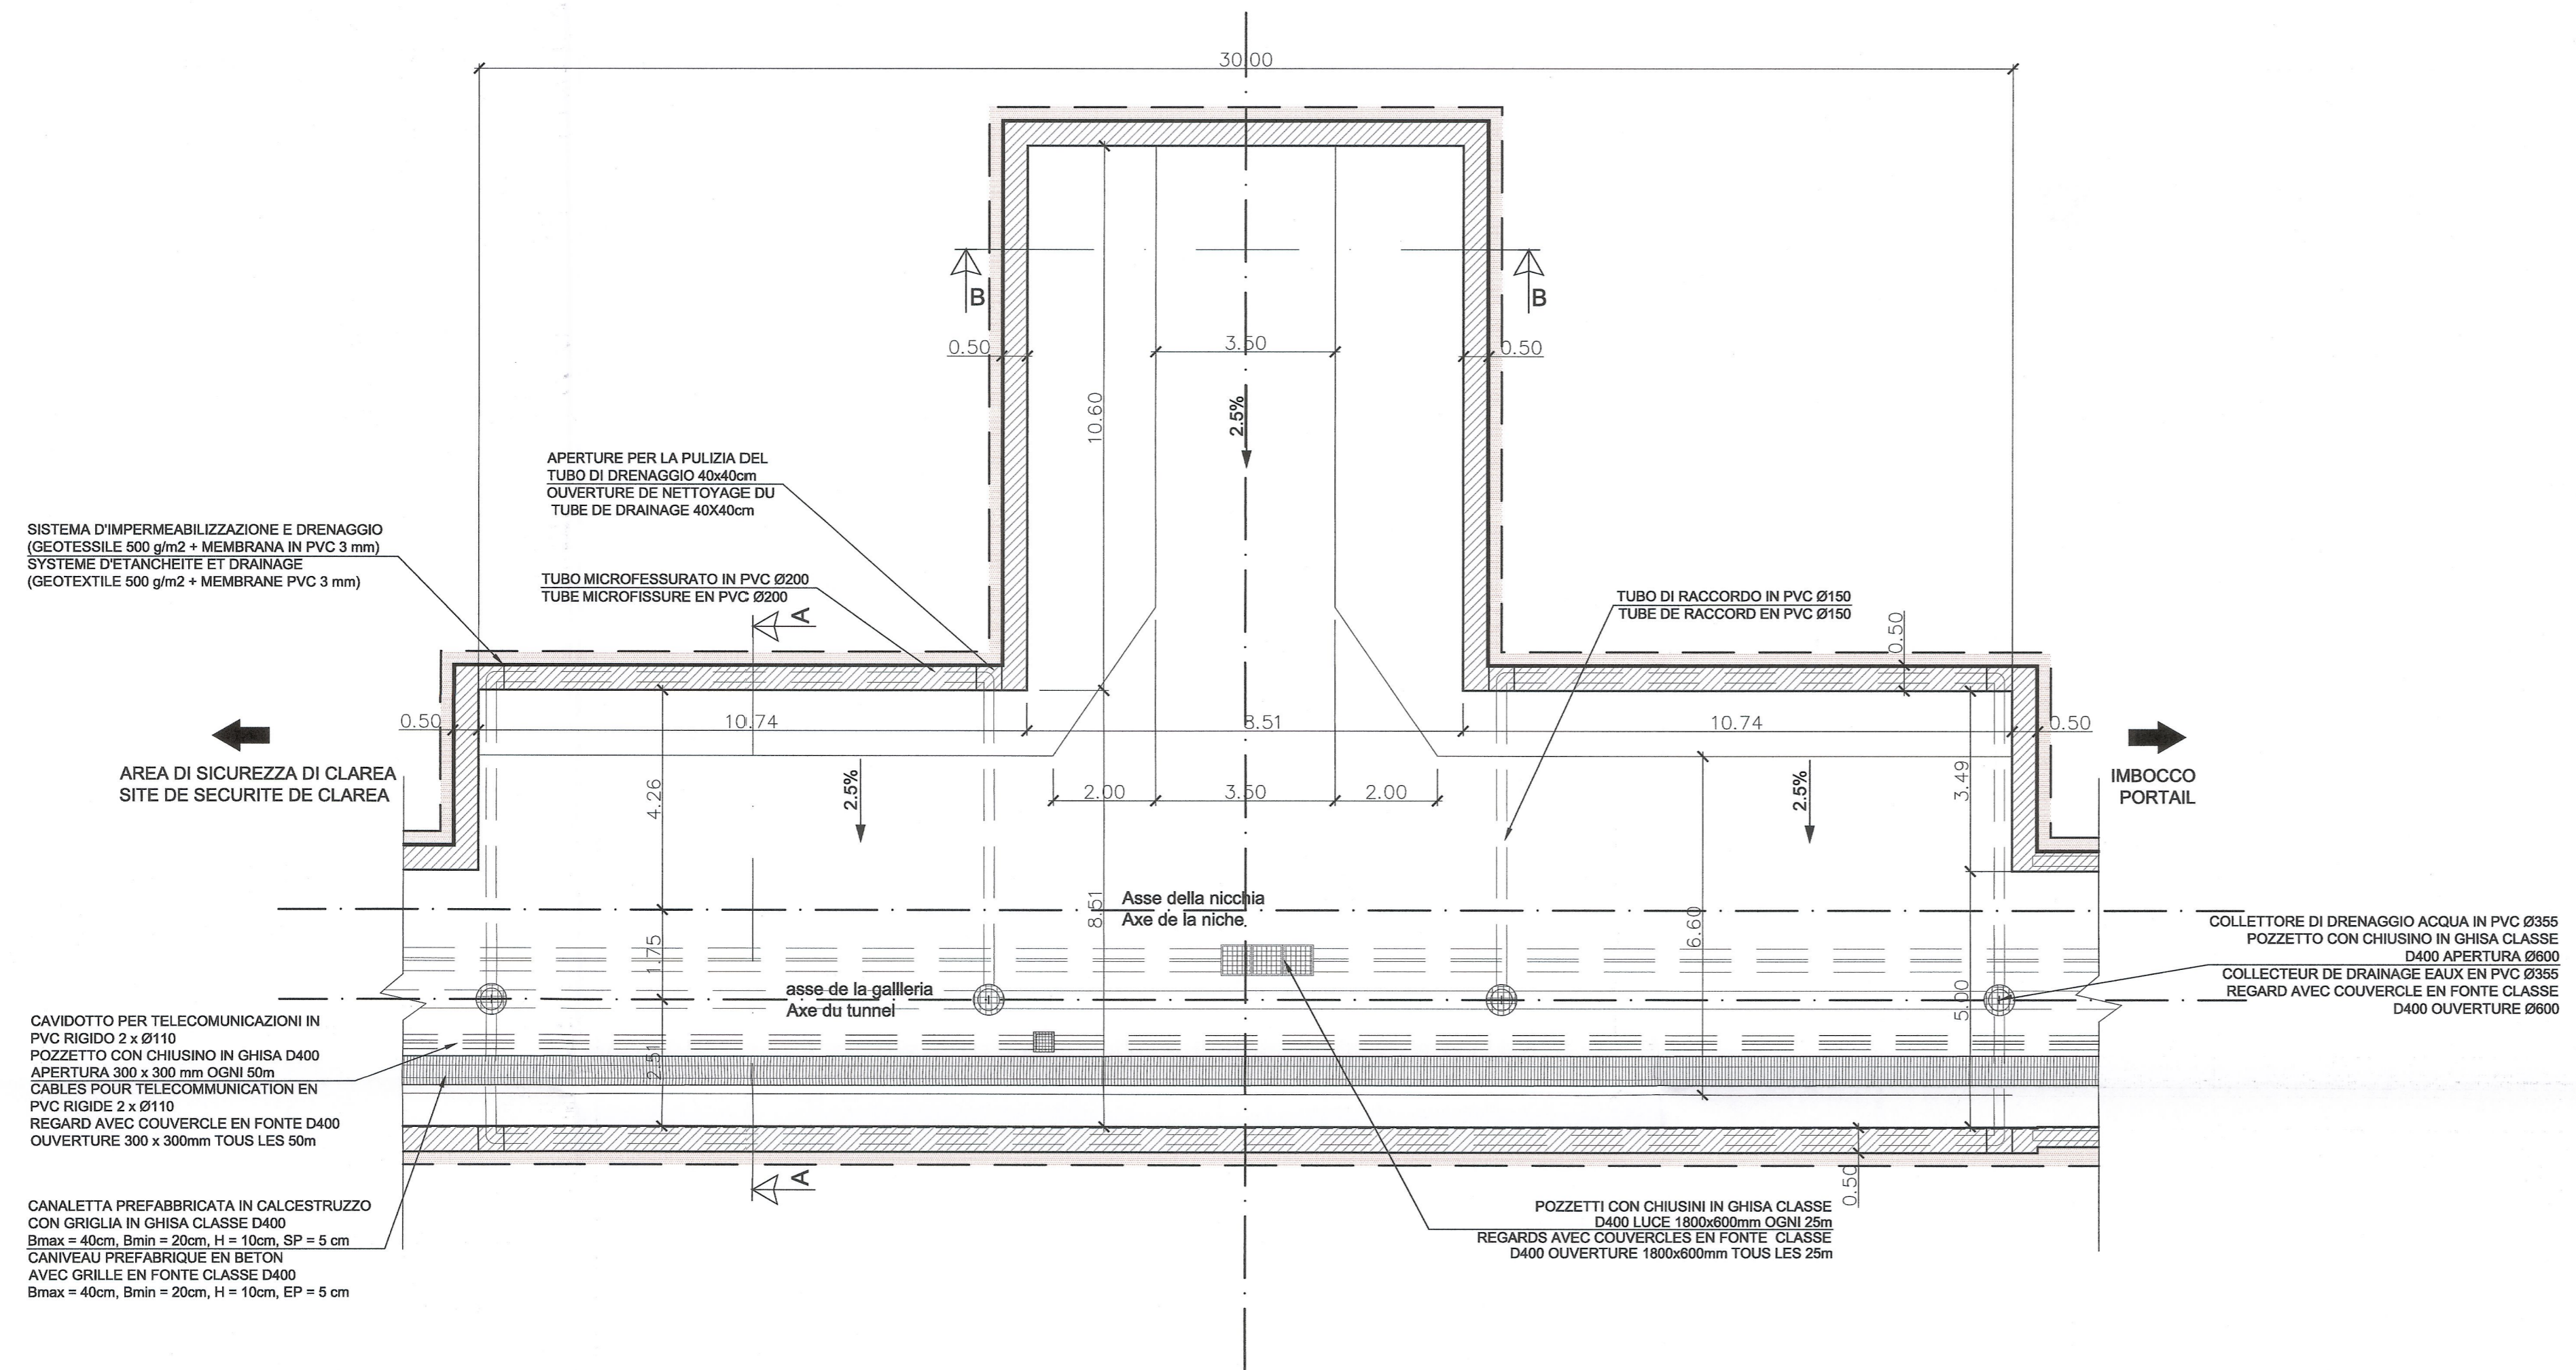 30.00
B
B
0.50
3.50
0.50
10.60
2.5%
APERTURE PER LA PULIZIA DEL
TUBO DI DRENAGGIO 40x40cm
OUVERTURE DE NETTOYAGE DU
TUBE DE DRAINAGE 40X40cm
SISTEMA D'IMPERMEABILIZZAZIONE E DRENAGGIO
(GEOTESSILE 500 g/m2 + MEMBRANA IN PVC 3 mm)
SYSTEME D'ETANCHEITE ET DRAINAGE
(GEOTEXTILE 500 g/m2 + MEMBRANE PVC 3 mm)
TUBO MICROFESSURATO IN PVC Ø200
TUBE MICROFISSURE EN PVC Ø200
A
TUBO DI RACCORDO IN PVC Ø150
TUBE DE RACCORD EN PVC Ø150
0.50
0.50
10.74
8.51
10.74
0.50
AREA DI SICUREZZA DI CLAREA
SITE DE SECURITE DE CLAREA
IMBOCCO
PORTAIL
4.26
2.5%
2.00
3.50
2.00
2.5%
3.49
8.51
Asse della nicchia
Axe de la niche
6.60
1.75
asse de la gallleria
Axe du tunnel
5.00
2.51
COLLETTORE DI DRENAGGIO ACQUA IN PVC Ø355
POZZETTO CON CHIUSINO IN GHISA CLASSE
D400 APERTURA Ø600
COLLECTEUR DE DRAINAGE EAUX EN PVC Ø355
REGARD AVEC COUVERCLE EN FONTE CLASSE
D400 OUVERTURE Ø600
CAVIDOTTO PER TELECOMUNICAZIONI IN
PVC RIGIDO 2 x Ø110
POZZETTO CON CHIUSINO IN GHISA D400
APERTURA 300 x 300 mm OGNI 50m
CABLES POUR TELECOMMUNICATION EN
PVC RIGIDE 2 x Ø110
REGARD AVEC COUVERCLE EN FONTE D400
OUVERTURE 300 x 300mm TOUS LES 50m
A
0.50
CANALETTA PREFABBRICATA IN CALCESTRUZZO
CON GRIGLIA IN GHISA CLASSE D400
Bmax = 40cm, Bmin = 20cm, H = 10cm, SP = 5 cm
CANIVEAU PREFABRIQUE EN BETON
AVEC GRILLE EN FONTE CLASSE D400
Bmax = 40cm, Bmin = 20cm, H = 10cm, EP = 5 cm
POZZETTI CON CHIUSINI IN GHISA CLASSE
D400 LUCE 1800x600mm OGNI 25m
REGARDS AVEC COUVERCLES EN FONTE CLASSE
D400 OUVERTURE 1800x600mm TOUS LES 25m